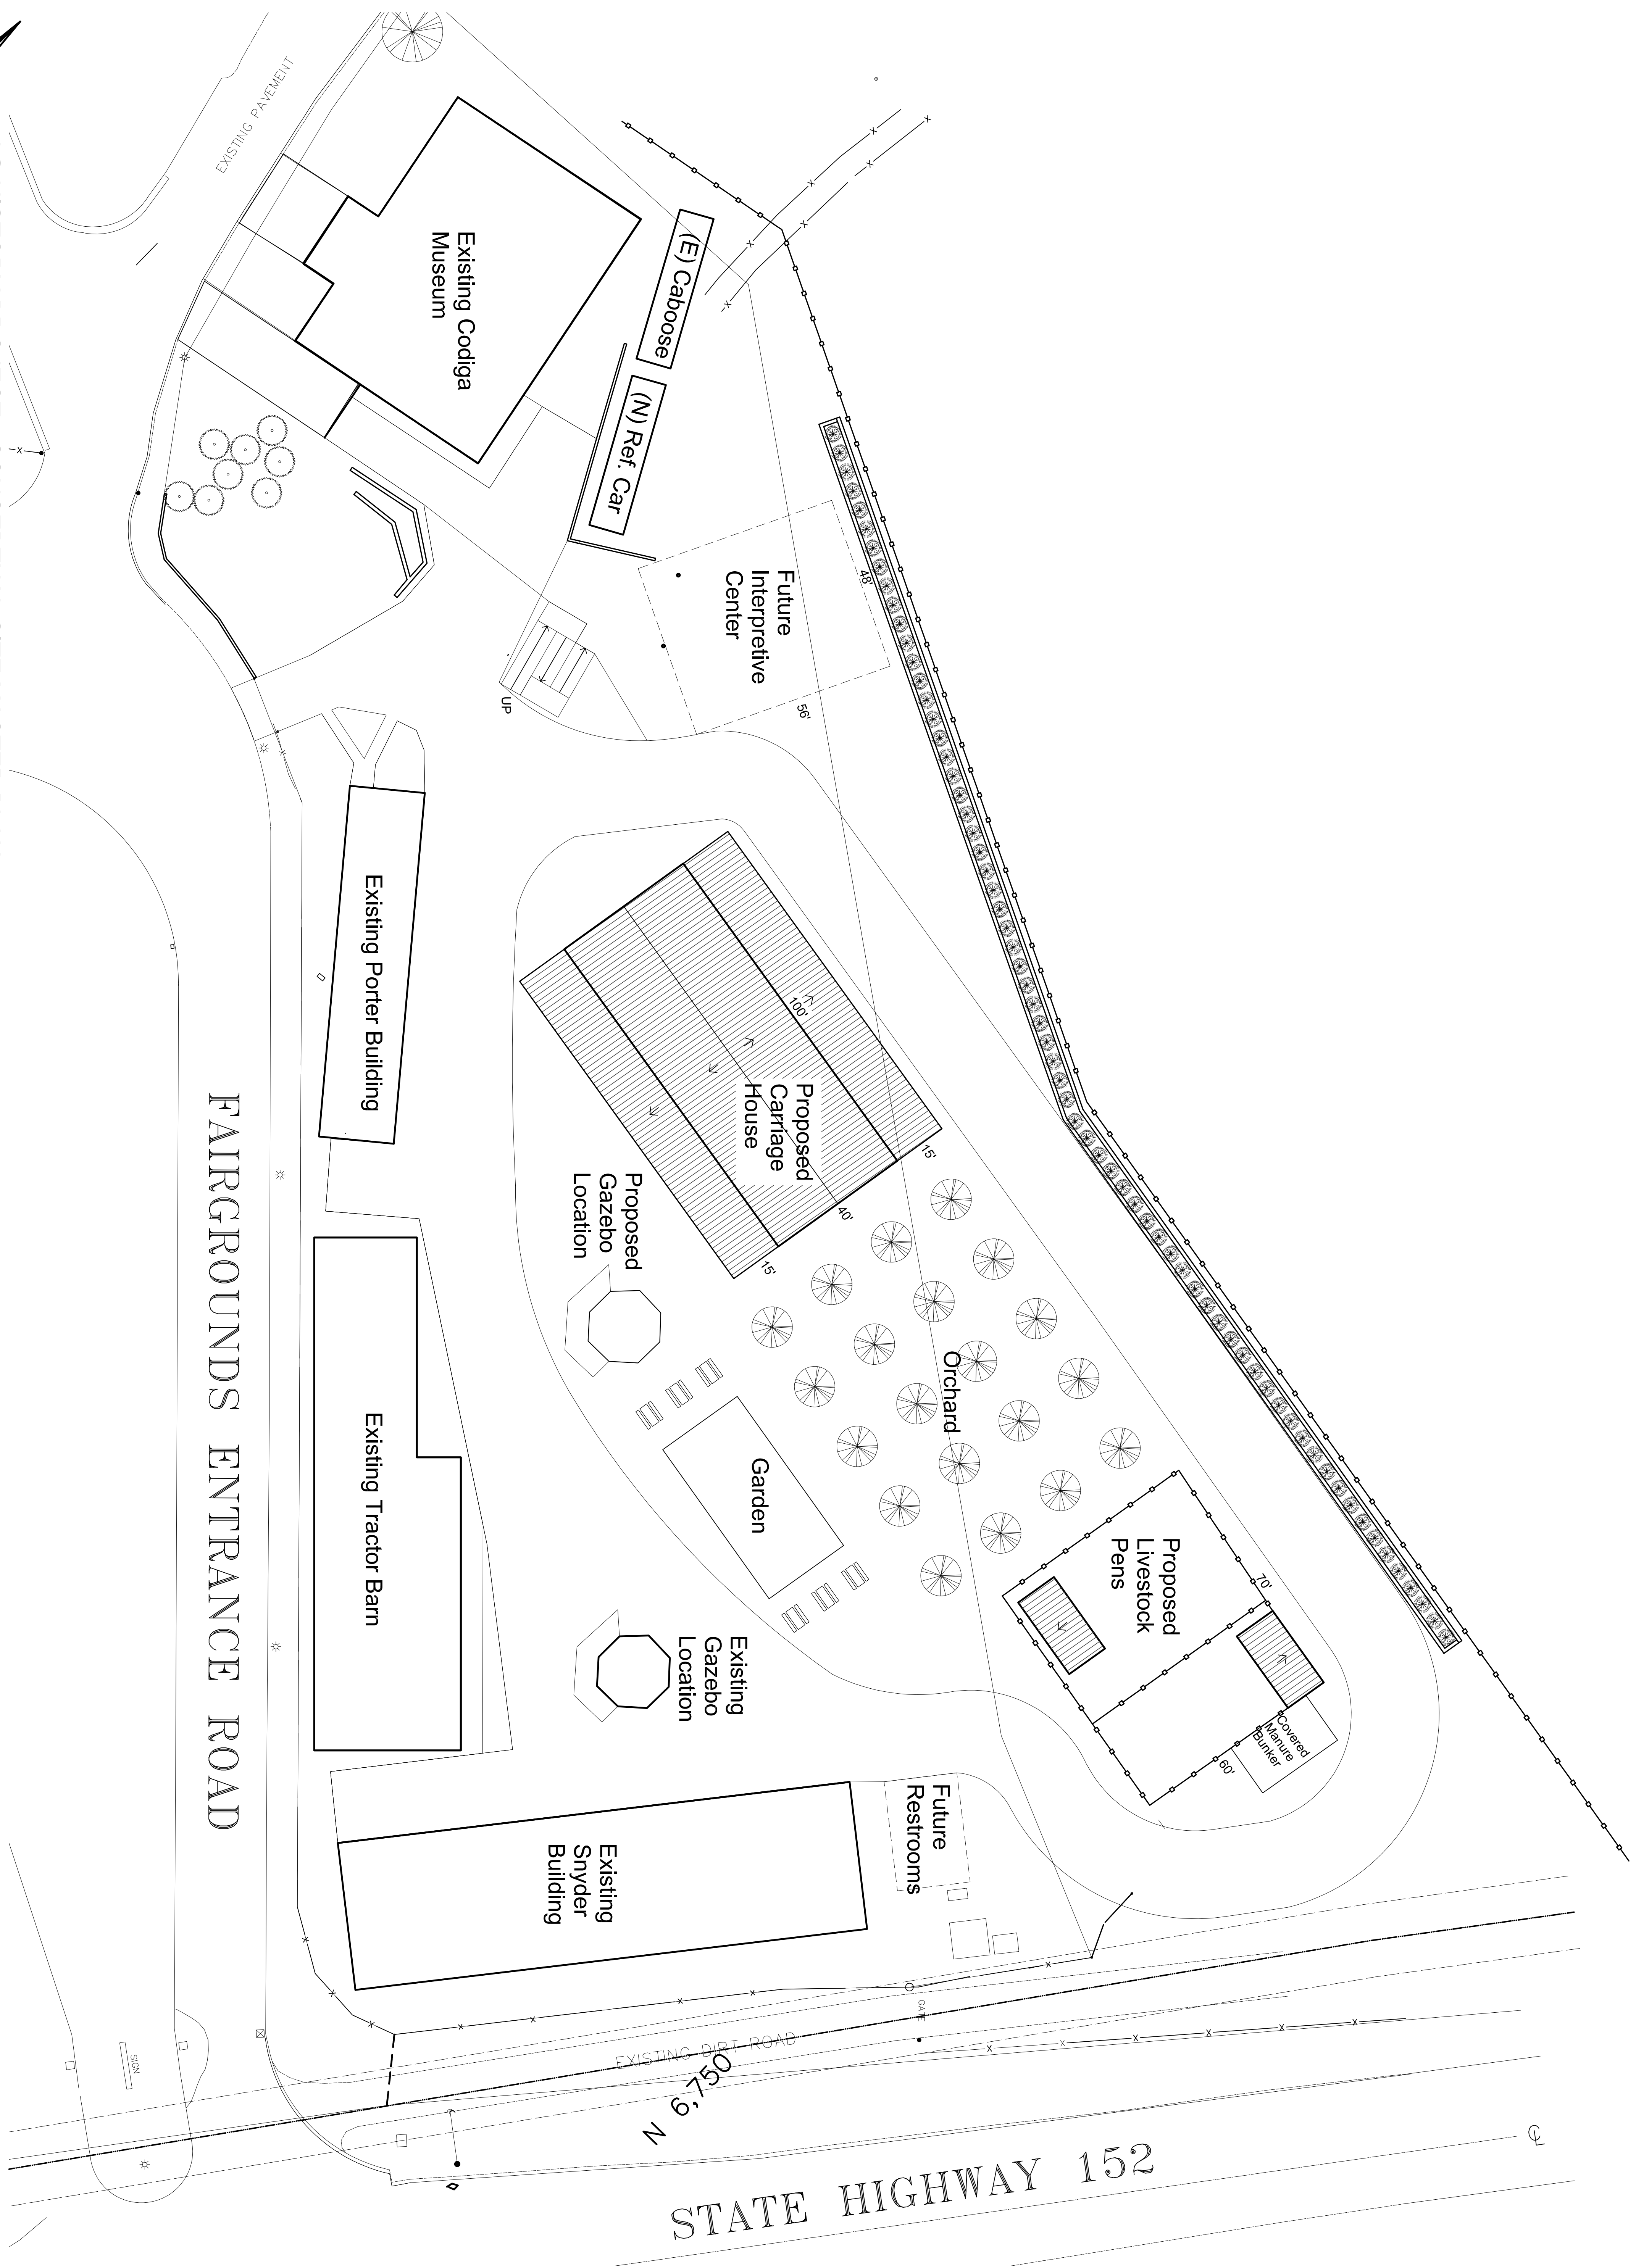 EXISTING PAVEMENT
Existing Codiga
Museum
(E) Caboose
(N) Ref. Car
Future
Interpretive
Center
48'
56'
UP
Existing Porter Building
100'
Proposed
Carriage
House
15'
40'
15'
Proposed
Gazebo
Location
Orchard
Garden
FAIRGROUNDS ENTRANCE ROAD
Existing Tractor Barn
Proposed
Livestock
Pens
70'
Covered
Manure
Bunker
60'
Existing
Gazebo
Location
Future
Restrooms
Existing
Snyder
Building
GATE
EXISTING DIRT ROAD
N 6,750
SIGN
STATE HIGHWAY 152